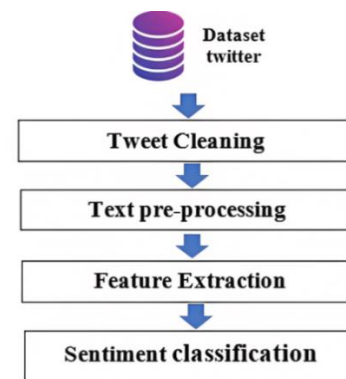 Dataset
twitter
Tweet Cleaning
Text pre-processing
Feature Extraction
Sentiment classification